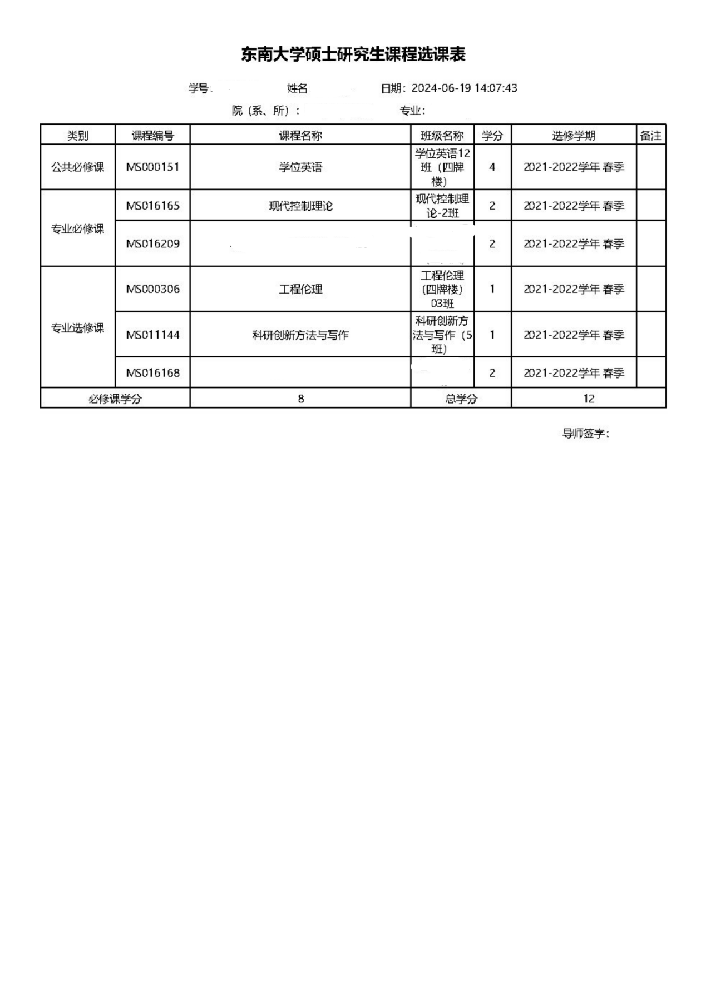 东南大学硕士研究生课程选课表
学号: 姓名 日期：2024-06-19 14:07:43
院（系、所）： 专业：
类别 课程编号 课程名称 班级名称 学分 选修学期 备注
公共必修课 MS000151 学位英语 学位英语12班（四牌楼） 4 2021-2022学年 春季
专业必修课 MS016165 现代控制理论 现代控制理论-2班 2 2021-2022学年 春季
MS016209 2 2021-2022学年 春季
专业选修课 MS000306 工程伦理 工程伦理（四牌楼）03班 1 2021-2022学年 春季
MS011144 科研创新方法与写作 科研创新方法与写作（5班） 1 2021-2022学年 春季
MS016168 2 2021-2022学年 春季
必修课学分 8 总学分 12
导师签字：